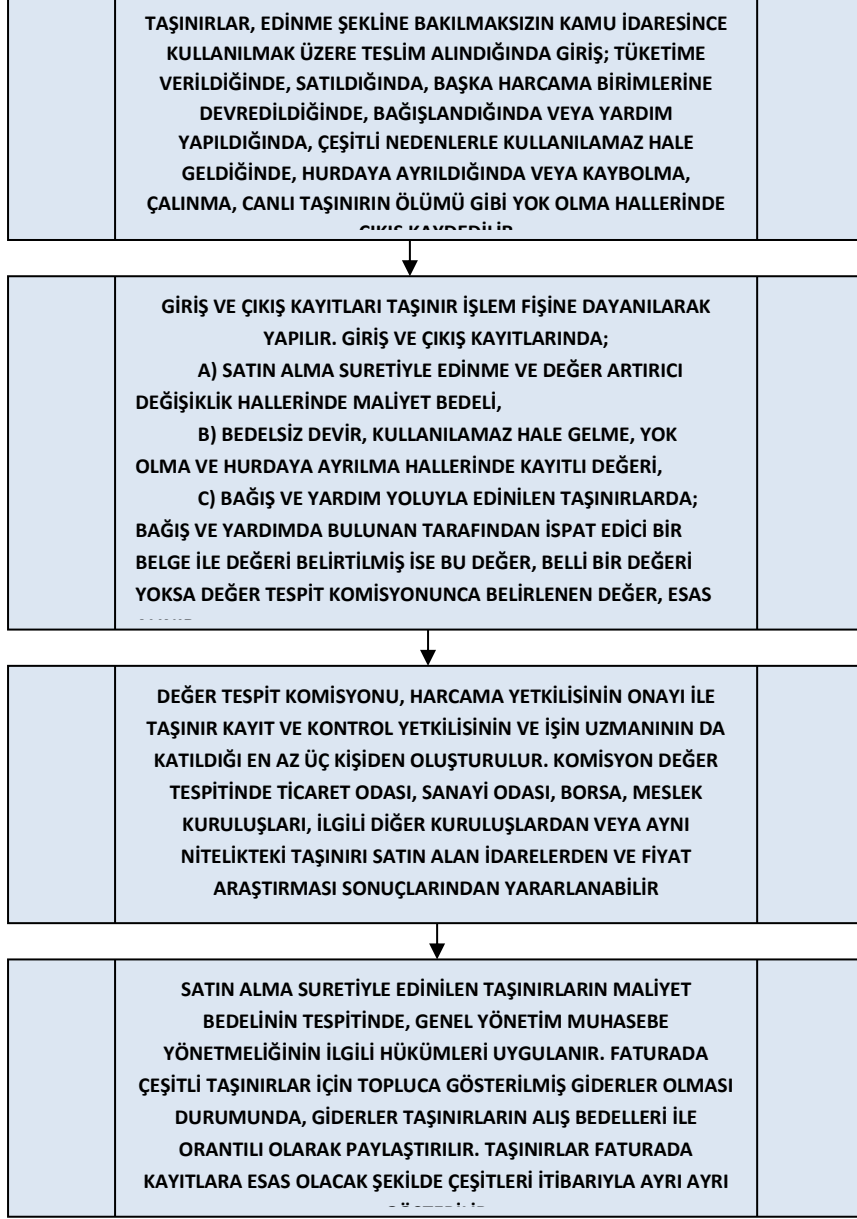 TAŞINIRLAR, EDİNME ŞEKLİNE BAKILMAKSIZIN KAMU İDARESİNCE
KULLANILMAK ÜZERE TESLİM ALINDIĞINDA GİRİŞ; TÜKETİME
VERİLDİĞİNDE, SATILDIĞINDA, BAŞKA HARCAMA BİRİMLERİNE
DEVREDİLDİĞİNDE, BAĞIŞLANDIĞINDA VEYA YARDIM
YAPILDIĞINDA, ÇEŞİTLİ NEDENLERLE KULLANILAMAZ HALE
GELDİĞİNDE, HURDAYA AYRILDIĞINDA VEYA KAYBOLMA,
ÇALINMA, CANLI TAŞINIRIN ÖLÜMÜ GİBİ YOK OLMA HALLERİNDE
ÇIKIŞ KAYDEDİLİR
GİRİŞ VE ÇIKIŞ KAYITLARI TAŞINIR İŞLEM FİŞİNE DAYANILARAK
YAPILIR. GİRİŞ VE ÇIKIŞ KAYITLARINDA;
A) SATIN ALMA SURETİYLE EDİNME VE DEĞER ARTIRICI
DEĞİŞİKLİK HALLERİNDE MALİYET BEDELİ,
B) BEDELSİZ DEVİR, KULLANILAMAZ HALE GELME, YOK
OLMA VE HURDAYA AYRILMA HALLERİNDE KAYITLI DEĞERİ,
C) BAĞIŞ VE YARDIM YOLUYLA EDİNİLEN TAŞINIRLARDA;
BAĞIŞ VE YARDIMDA BULUNAN TARAFINDAN İSPAT EDİCİ BİR
BELGE İLE DEĞERİ BELİRTİLMİŞ İSE BU DEĞER, BELLİ BİR DEĞERİ
YOKSA DEĞER TESPİT KOMİSYONUNCA BELİRLENEN DEĞER, ESAS
DEĞER TESPİT KOMİSYONU, HARCAMA YETKİLİSİNİN ONAYI İLE
TAŞINIR KAYIT VE KONTROL YETKİLİSİNİN VE İŞİN UZMANININ DA
KATILDIĞI EN AZ ÜÇ KİŞİDEN OLUŞTURULUR. KOMİSYON DEĞER
TESPİTİNDE TİCARET ODASI, SANAYİ ODASI, BORSA, MESLEK
KURULUŞLARI, İLGİLİ DİĞER KURULUŞLARDAN VEYA AYNI
NİTELİKTEKİ TAŞINIRI SATIN ALAN İDARELERDEN VE FİYAT
ARAŞTIRMASI SONUÇLARINDAN YARARLANABİLİR
SATIN ALMA SURETİYLE EDİNİLEN TAŞINIRLARIN MALİYET
BEDELİNİN TESPİTİNDE, GENEL YÖNETİM MUHASEBE
YÖNETMELİĞİNİN İLGİLİ HÜKÜMLERİ UYGULANIR. FATURADA
ÇEŞİTLİ TAŞINIRLAR İÇİN TOPLUCA GÖSTERİLMİŞ GİDERLER OLMASI
DURUMUNDA, GİDERLER TAŞINIRLARIN ALIŞ BEDELLERİ İLE
ORANTILI OLARAK PAYLAŞTIRILIR. TAŞINIRLAR FATURADA
KAYITLARA ESAS OLACAK ŞEKİLDE ÇEŞİTLERİ İTİBARIYLA AYRI AYRI